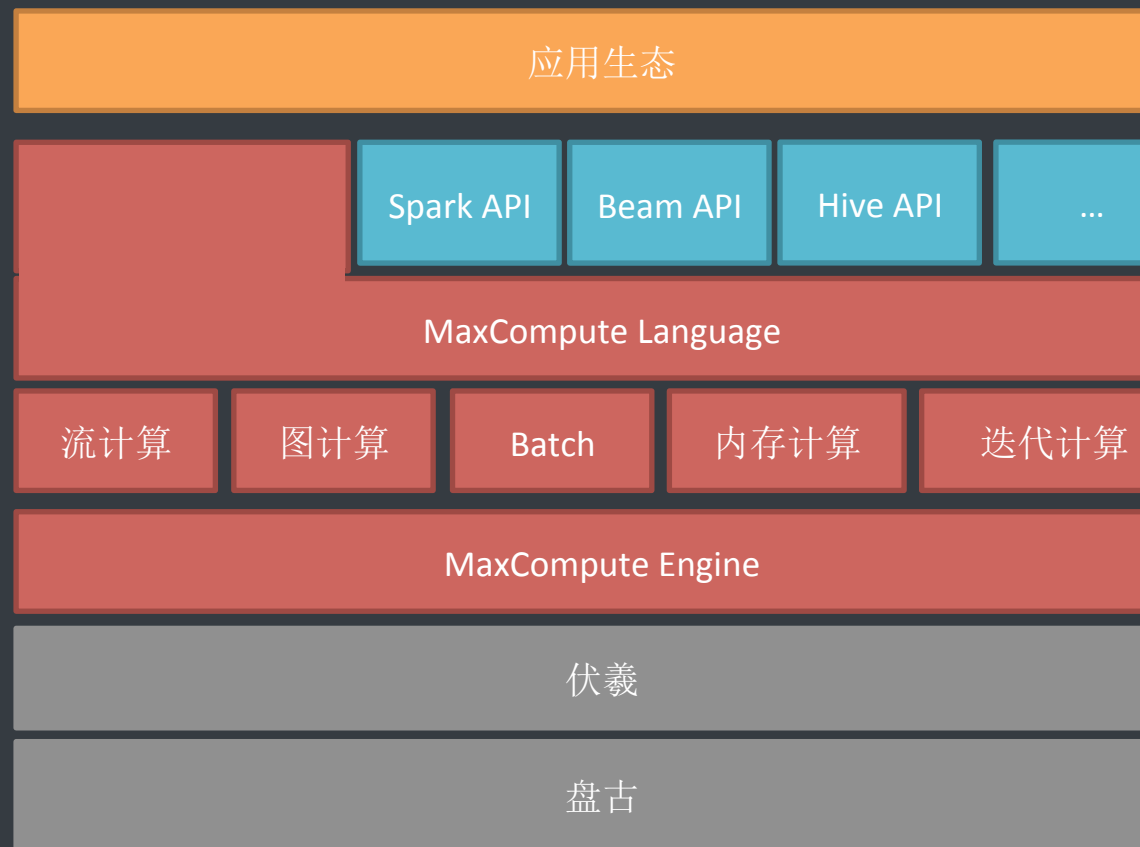 应用生态
Spark API
Beam API
Hive API
...
MaxCompute Language
流计算
图计算
Batch
内存计算
迭代计算
MaxCompute Engine
伏羲
盘古